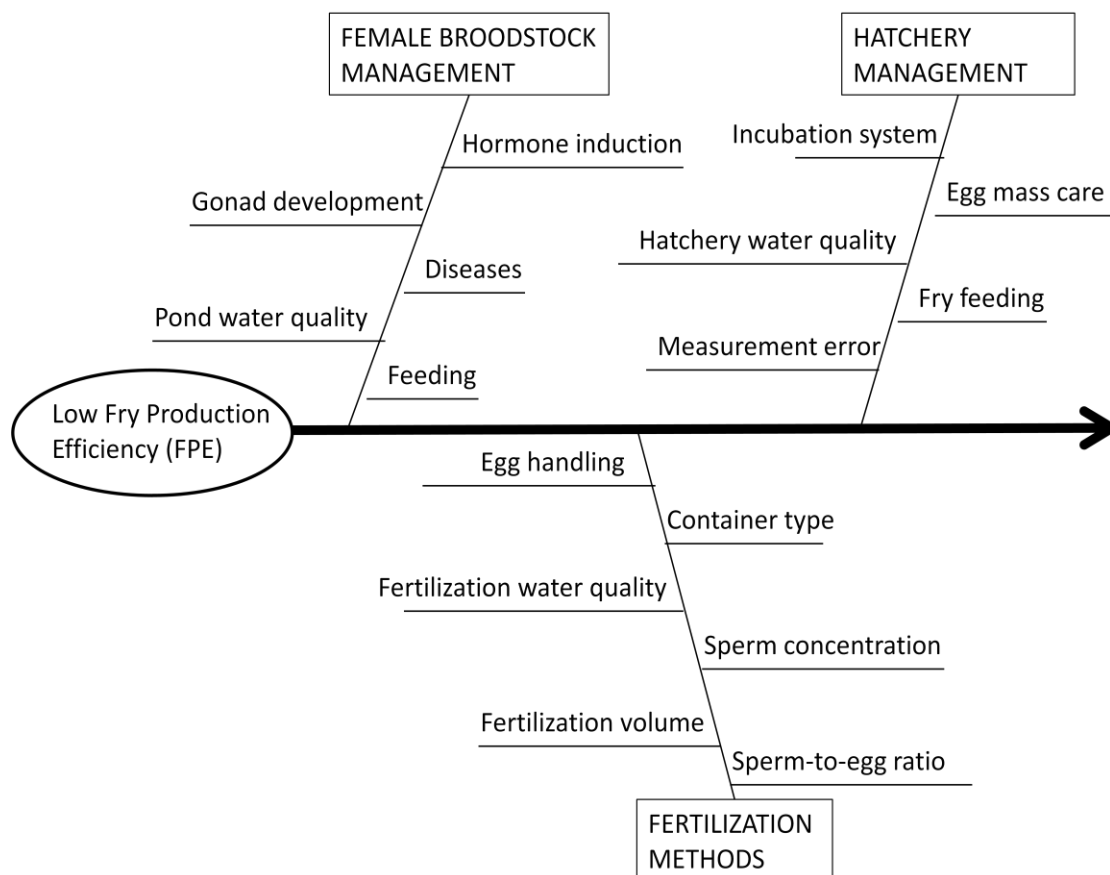 FEMALE BROODSTOCK
MANAGEMENT
HATCHERY
MANAGEMENT
Hormone induction
Gonad development
Diseases
Pond water quality
Feeding
Incubation system
Egg mass care
Hatchery water quality
Fry feeding
Measurement error
Low Fry Production
Efficiency (FPE)
Egg handling
Container type
Fertilization water quality
Sperm concentration
Fertilization volume
Sperm-to-egg ratio
FERTILIZATION
METHODS